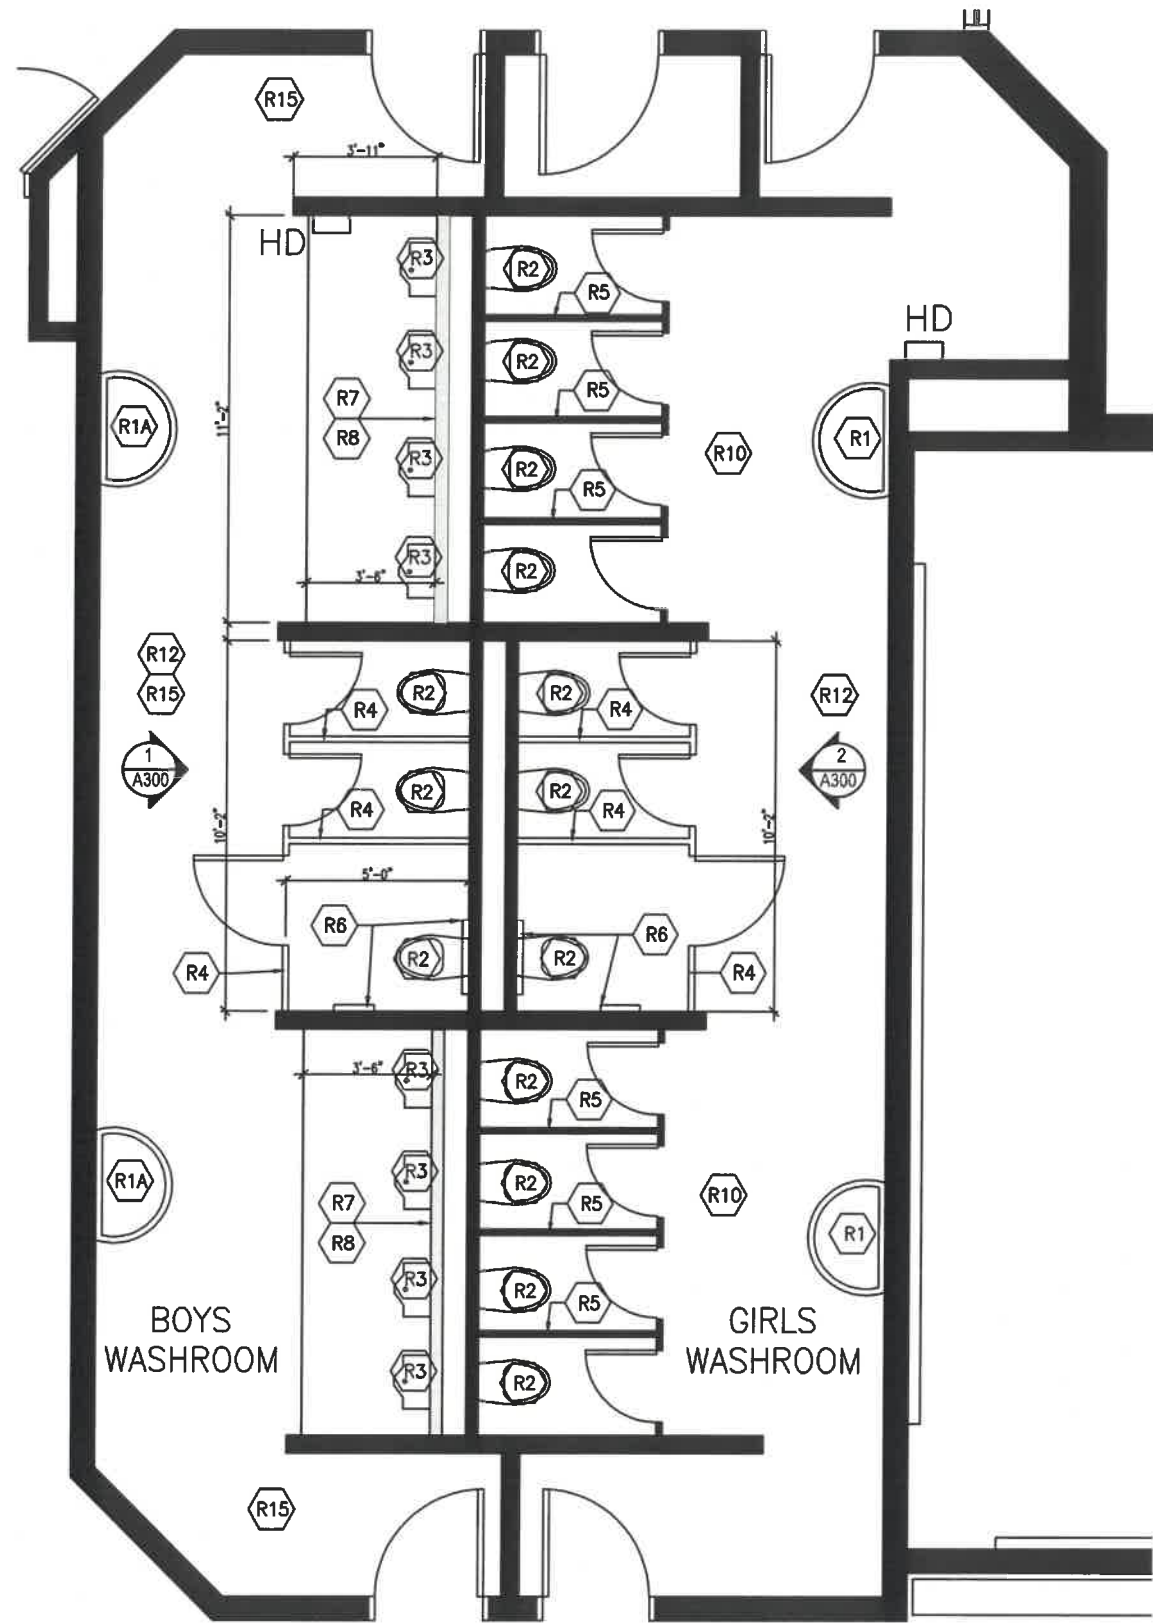 R15
3'-11"
HD
R3
R2
R5
HD
R3
R2
R5
11'-2"
R7
R8
R1A
R1
R10
R3
R2
R5
R3
R2
3'-6"
R12
R15
R2
R2
R12
R4
R4
1
A300
2
A300
R2
R2
R4
R4
10'-2"
10'-2"
5'-0"
R6
R6
R4
R2
R2
R4
3'-6"
R3
R2
R5
R1A
R3
R2
R5
R10
R7
R8
R1
R3
R2
R5
BOYS
WASHROOM
GIRLS
WASHROOM
R3
R2
R15